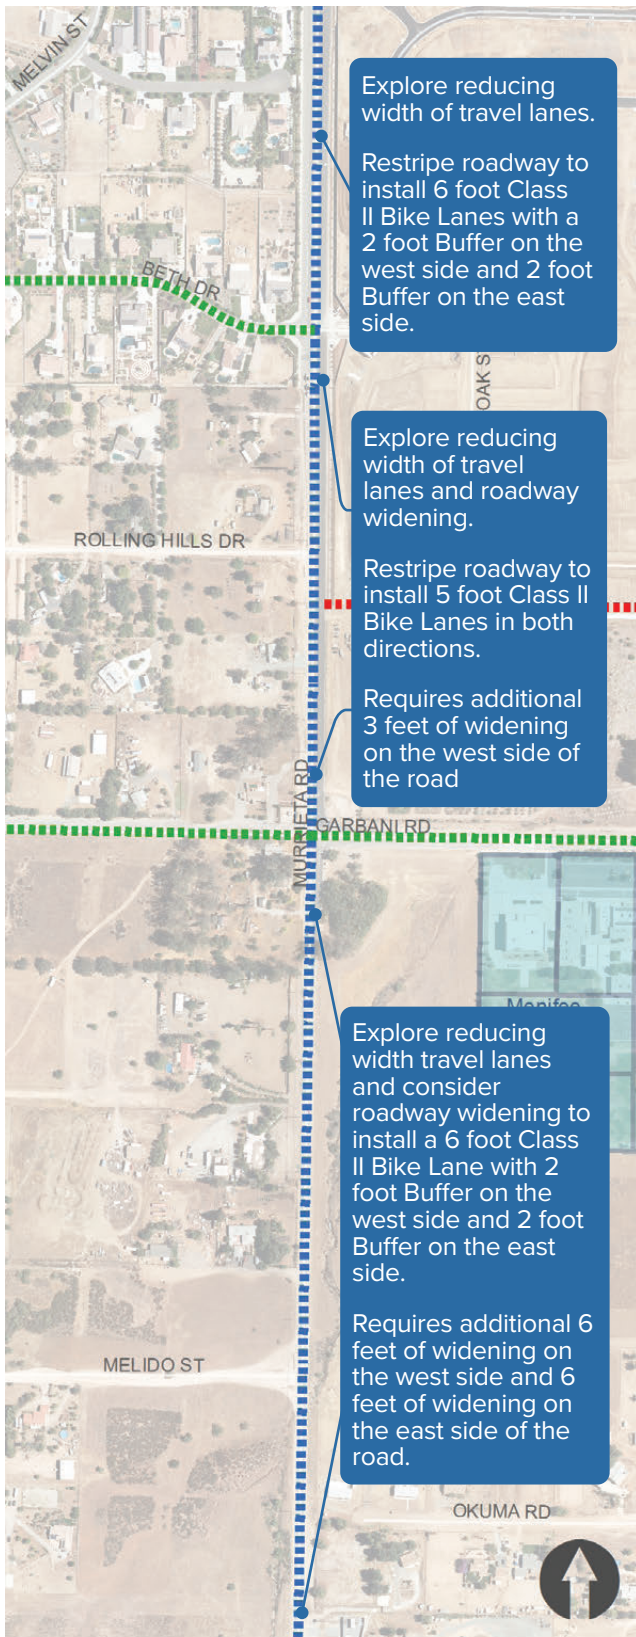 MELVIN ST
Explore reducing
width of travel lanes.
Restripe roadway to
install 6 foot Class
II Bike Lanes with a
2 foot Buffer on the
west side and 2 foot
Buffer on the east
side.
BETH DR
OAK S
Explore reducing
width of travel
lanes and roadway
widening.
Restripe roadway to
install 5 foot Class II
Bike Lanes in both
directions.
Requires additional
3 feet of widening
on the west side of
the road
ROLLING HILLS DR
MURRIETA RD
GARBANI RD
Menifee
Explore reducing
width travel lanes
and consider
roadway widening to
install a 6 foot Class
II Bike Lane with 2
foot Buffer on the
west side and 2 foot
Buffer on the east
side.
Requires additional 6
feet of widening on
the west side and 6
feet of widening on
the east side of the
road.
MELIDO ST
OKUMA RD